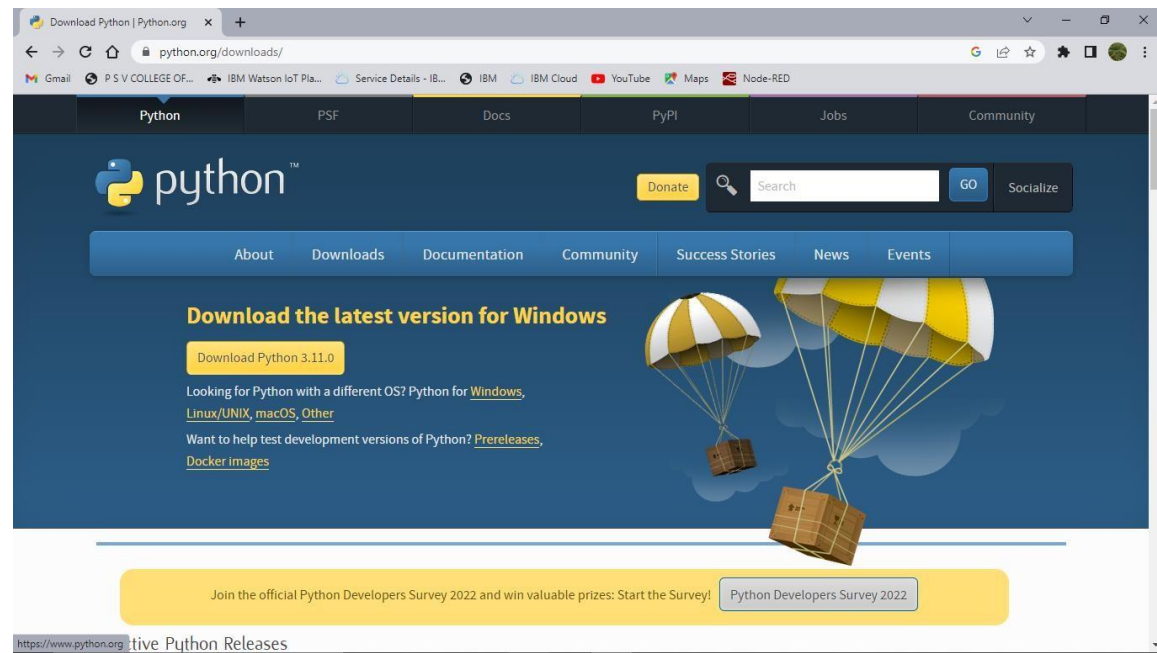 Download Python | Python.org
python.org/downloads/
Gmail P S V COLLEGE OF... IBM Watson IoT Pla... Service Details - IB... IBM IBM Cloud YouTube Maps Node-RED
Python PSF Docs PyPI Jobs Community
python™
Donate Search GO Socialize
About Downloads Documentation Community Success Stories News Events
Download the latest version for Windows
Download Python 3.11.0
Looking for Python with a different OS? Python for Windows,
Linux/UNIX, macOS, Other
Want to help test development versions of Python? Prereleases,
Docker images
Join the official Python Developers Survey 2022 and win valuable prizes: Start the Survey! Python Developers Survey 2022
https://www.python.org tive Python Releases